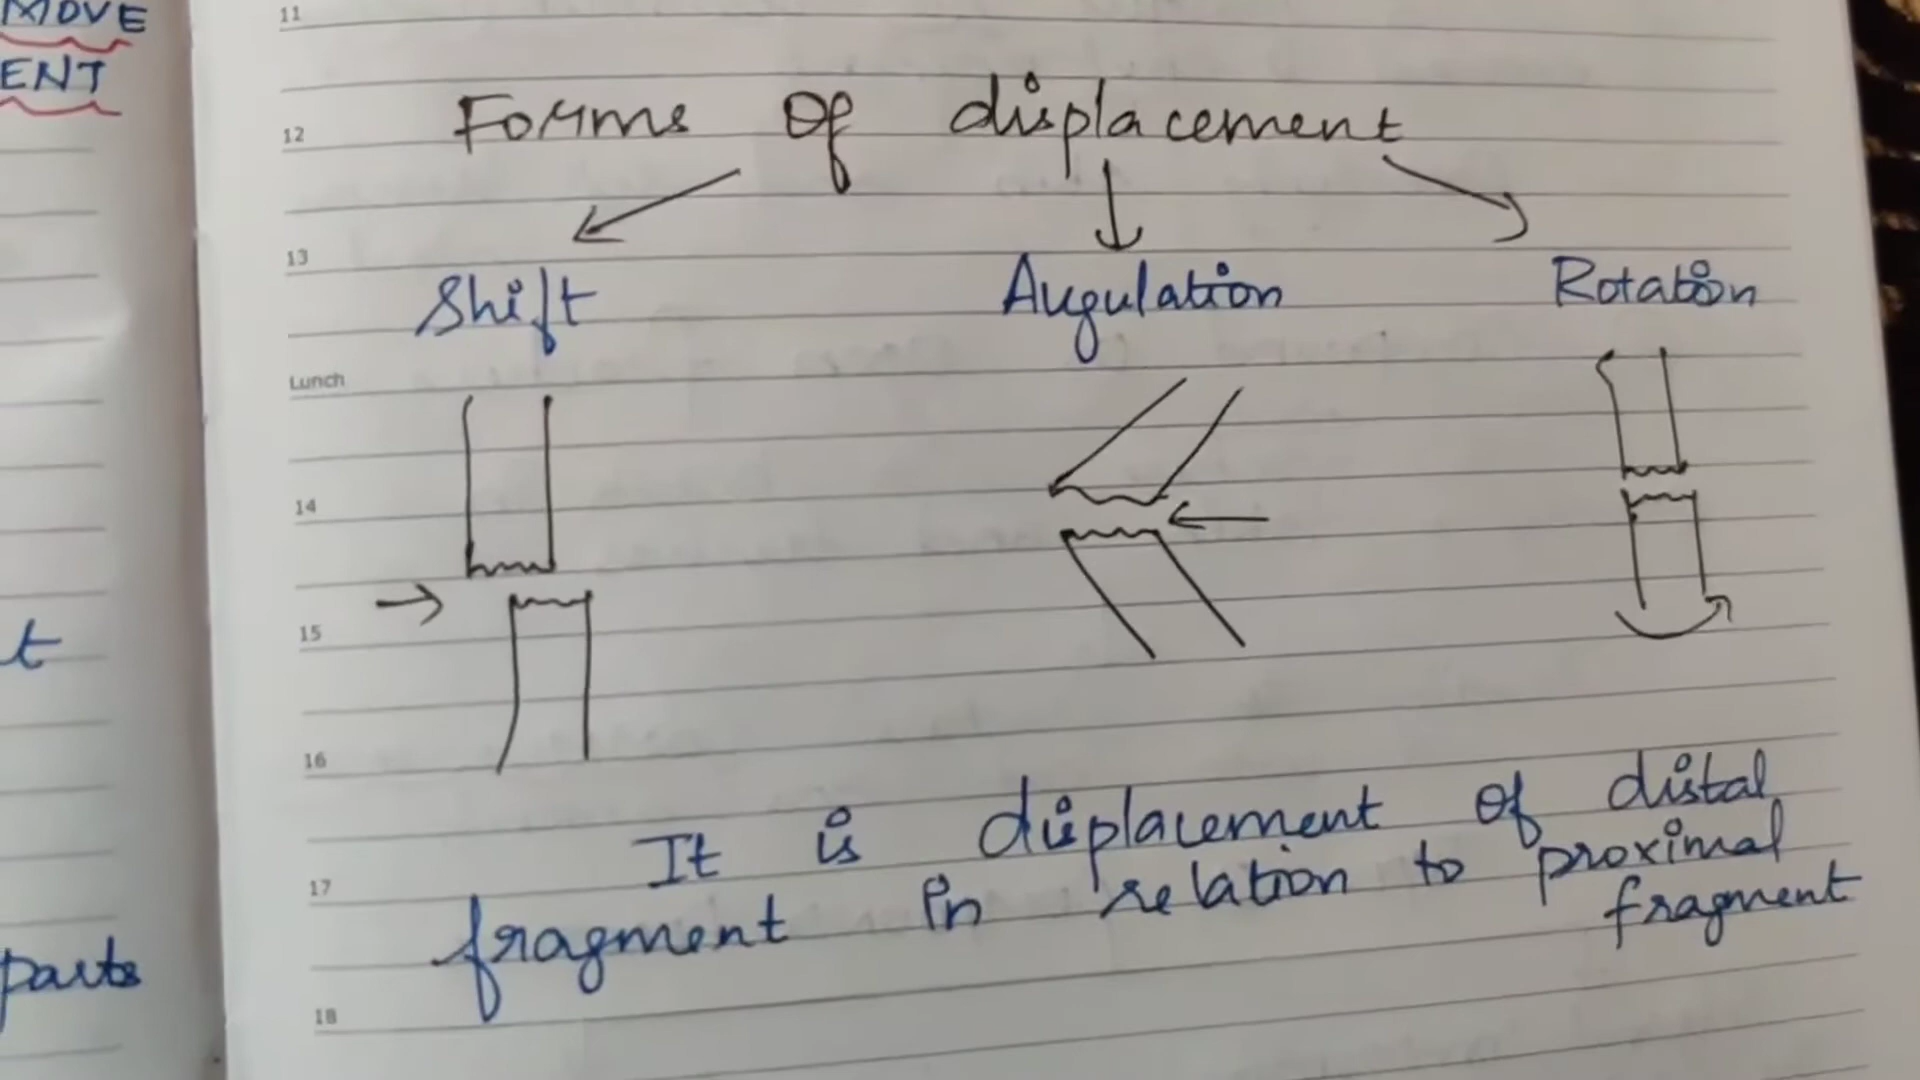 MOVE
ENT
t
parts
11
12
Forms Of displacement
13
Shift Angulation Rotation
Lunch
14
15
16
It is displacement of distal
17
fragment in relation to proximal
fragment
18